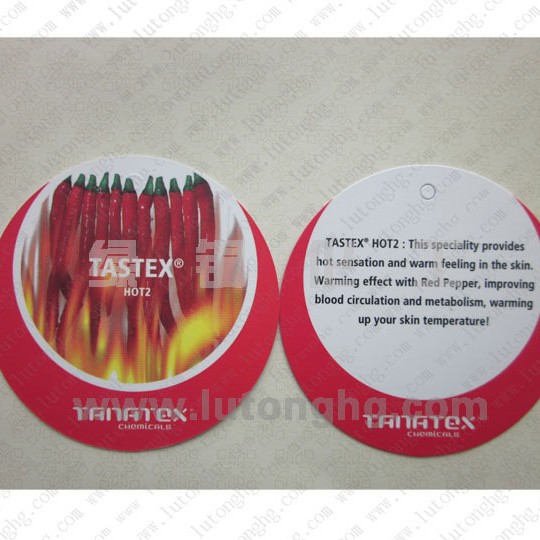 TASTEX®
HOT2
TANATEX
CHEMICALS
TASTEX® HOT2 : This speciality provides
hot sensation and warm feeling in the skin.
Warming effect with Red Pepper, improving
blood circulation and metabolism, warming
up your skin temperature!
TANATEX
CHEMICALS
www.lutonghg.com